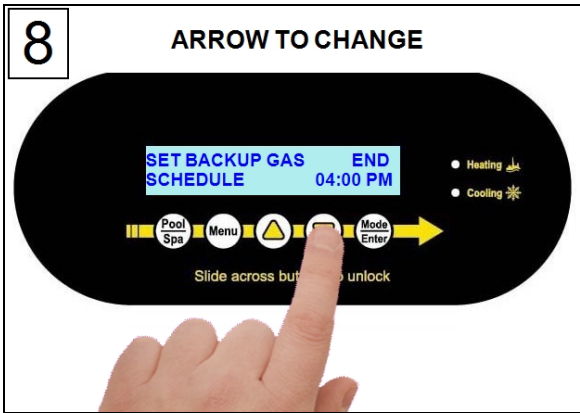 8
ARROW TO CHANGE
SET BACKUP GAS END
SCHEDULE 04:00 PM
Heating
Cooling
Pool
Spa
Menu
Mode
Enter
Slide across unlock